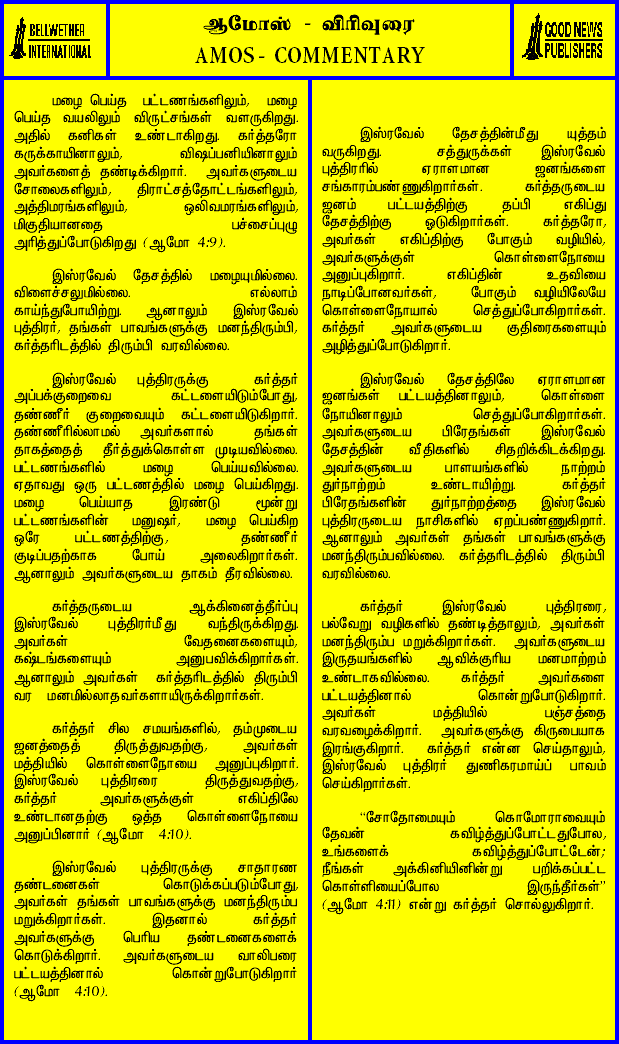 BELLWETHER
INTERNATIONAL
ஆமோஸ் - விரிவுரை
AMOS - COMMENTARY
GOOD NEWS
PUBLISHERS
மழை பெய்த பட்டணங்களிலும், மழை
பெய்த வயலிலும் விருட்சங்கள் வளருகிறது.
அதில் கனிகள் உண்டாகிறது. கர்த்தரோ
கருக்காயினாலும், விஷப்பனியினாலும்
அவர்களைத் தண்டிக்கிறார். அவர்களுடைய
சோலைகளிலும், திராட்சத்தோட்டங்களிலும்,
அத்திமரங்களிலும், ஒலிவமரங்களிலும்,
மிகுதியானதை பச்சைப்புழு
அரித்துப்போடுகிறது (ஆமோ 4:9).
இஸ்ரவேல் தேசத்தில் மழையுமில்லை.
விளைச்சலுமில்லை. எல்லாம்
காய்ந்துபோயிற்று. ஆனாலும் இஸ்ரவேல்
புத்திரர், தங்கள் பாவங்களுக்கு மனந்திரும்பி,
கர்த்தரிடத்தில் திரும்பி வரவில்லை.
இஸ்ரவேல் புத்திரருக்கு கர்த்தர்
அப்பக்குறைவை கட்டளையிடும்போது,
தண்ணீர் குறைவையும் கட்டளையிடுகிறார்.
தண்ணீரில்லாமல் அவர்களால் தங்கள்
தாகத்தைத் தீர்த்துக்கொள்ள முடியவில்லை.
பட்டணங்களில் மழை பெய்யவில்லை.
ஏதாவது ஒரு பட்டணத்தில் மழை பெய்கிறது.
மழை பெய்யாத இரண்டு மூன்று
பட்டணங்களின் மனுஷர், மழை பெய்கிற
ஒரே பட்டணத்திற்கு, தண்ணீர்
குடிப்பதற்காக போய் அலைகிறார்கள்.
ஆனாலும் அவர்களுடைய தாகம் தீரவில்லை.
கர்த்தருடைய ஆக்கினைத்தீர்ப்பு
இஸ்ரவேல் புத்திரர்மீது வந்திருக்கிறது.
அவர்கள் வேதனைகளையும்,
கஷ்டங்களையும் அனுபவிக்கிறார்கள்.
ஆனாலும் அவர்கள் கர்த்தரிடத்தில் திரும்பி
வர மனமில்லாதவர்களாயிருக்கிறார்கள்.
கர்த்தர் சில சமயங்களில், தம்முடைய
ஜனத்தைத் திருத்துவதற்கு, அவர்கள்
மத்தியில் கொள்ளைநோயை அனுப்புகிறார்.
இஸ்ரவேல் புத்திரரை திருத்துவதற்கு,
கர்த்தர் அவர்களுக்குள் எகிப்திலே
உண்டானதற்கு ஒத்த கொள்ளைநோயை
அனுப்பினார் (ஆமோ 4:10).
இஸ்ரவேல் புத்திரருக்கு சாதாரண
தண்டனைகள் கொடுக்கப்படும்போது,
அவர்கள் தங்கள் பாவங்களுக்கு மனந்திரும்ப
மறுக்கிறார்கள். இதனால் கர்த்தர்
அவர்களுக்கு பெரிய தண்டனைகளைக்
கொடுக்கிறார். அவர்களுடைய வாலிபரை
பட்டயத்தினால் கொன்றுபோடுகிறார்
(ஆமோ 4:10).
இஸ்ரவேல் தேசத்தின்மீது யுத்தம்
வருகிறது. சத்துருக்கள் இஸ்ரவேல்
புத்திரரில் ஏராளமான ஜனங்களை
சங்காரம்பண்ணுகிறார்கள். கர்த்தருடைய
ஜனம் பட்டயத்திற்கு தப்பி எகிப்து
தேசத்திற்கு ஓடுகிறார்கள். கர்த்தரோ,
அவர்கள் எகிப்திற்கு போகும் வழியில்,
அவர்களுக்குள் கொள்ளைநோயை
அனுப்புகிறார். எகிப்தின் உதவியை
நாடிப்போனவர்கள், போகும் வழியிலேயே
கொள்ளைநோயால் செத்துப்போகிறார்கள்.
கர்த்தர் அவர்களுடைய குதிரைகளையும்
அழித்துப்போடுகிறார்.
இஸ்ரவேல் தேசத்திலே ஏராளமான
ஜனங்கள் பட்டயத்தினாலும், கொள்ளை
நோயினாலும் செத்துப்போகிறார்கள்.
அவர்களுடைய பிரேதங்கள் இஸ்ரவேல்
தேசத்தின் வீதிகளில் சிதறிக்கிடக்கிறது.
அவர்களுடைய பாளயங்களில் நாற்றம்
துர்நாற்றம் உண்டாயிற்று. கர்த்தர்
பிரேதங்களின் துர்நாற்றத்தை இஸ்ரவேல்
புத்திரருடைய நாசிகளில் ஏறப்பண்ணுகிறார்.
ஆனாலும் அவர்கள் தங்கள் பாவங்களுக்கு
மனந்திரும்பவில்லை. கர்த்தரிடத்தில் திரும்பி
வரவில்லை.
கர்த்தர் இஸ்ரவேல் புத்திரரை,
பல்வேறு வழிகளில் தண்டித்தாலும், அவர்கள்
மனந்திரும்ப மறுக்கிறார்கள். அவர்களுடைய
இருதயங்களில் ஆவிக்குரிய மனமாற்றம்
உண்டாகவில்லை. கர்த்தர் அவர்களை
பட்டயத்தினால் கொன்றுபோடுகிறார்.
அவர்கள் மத்தியில் பஞ்சத்தை
வரவழைக்கிறார். அவர்களுக்கு கிருபையாக
இரங்குகிறார். கர்த்தர் என்ன செய்தாலும்,
இஸ்ரவேல் புத்திரர் துணிகரமாய்ப் பாவம்
செய்கிறார்கள்.
"சோதோமையும் கொமோராவையும்
தேவன் கவிழ்த்துப்போட்டதுபோல,
உங்களைக் கவிழ்த்துப்போட்டேன்;
நீங்கள் அக்கினியினின்று பறிக்கப்பட்ட
கொள்ளியைப்போல இருந்தீர்கள்"
(ஆமோ 4:11) என்று கர்த்தர் சொல்லுகிறார்.